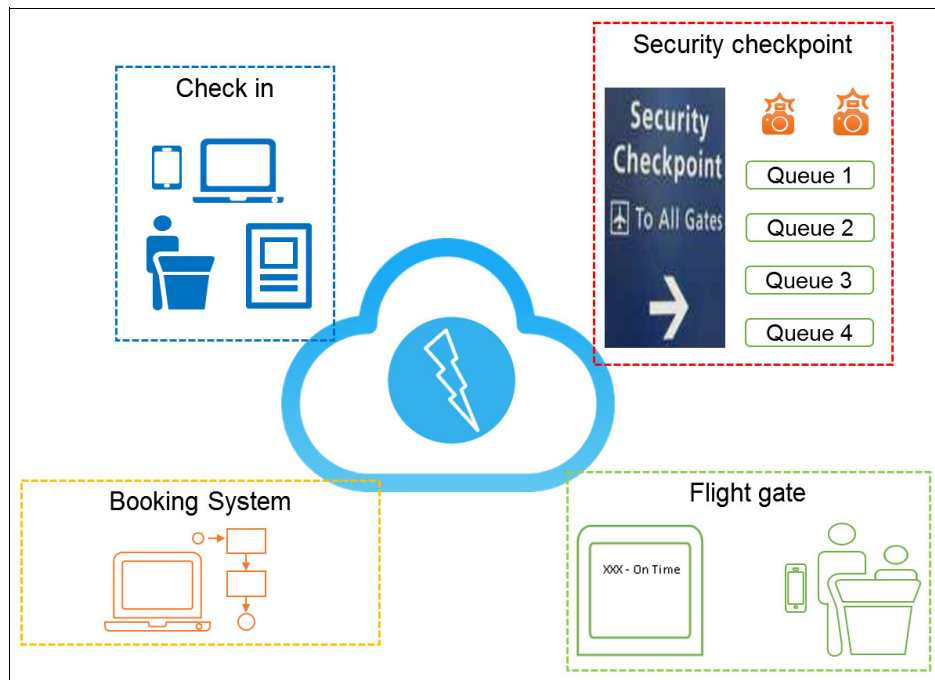 Check in
Security checkpoint
Security
Checkpoint
To All Gates
Queue 1
Queue 2
Queue 3
Queue 4
Booking System
Flight gate
XXX - On Time